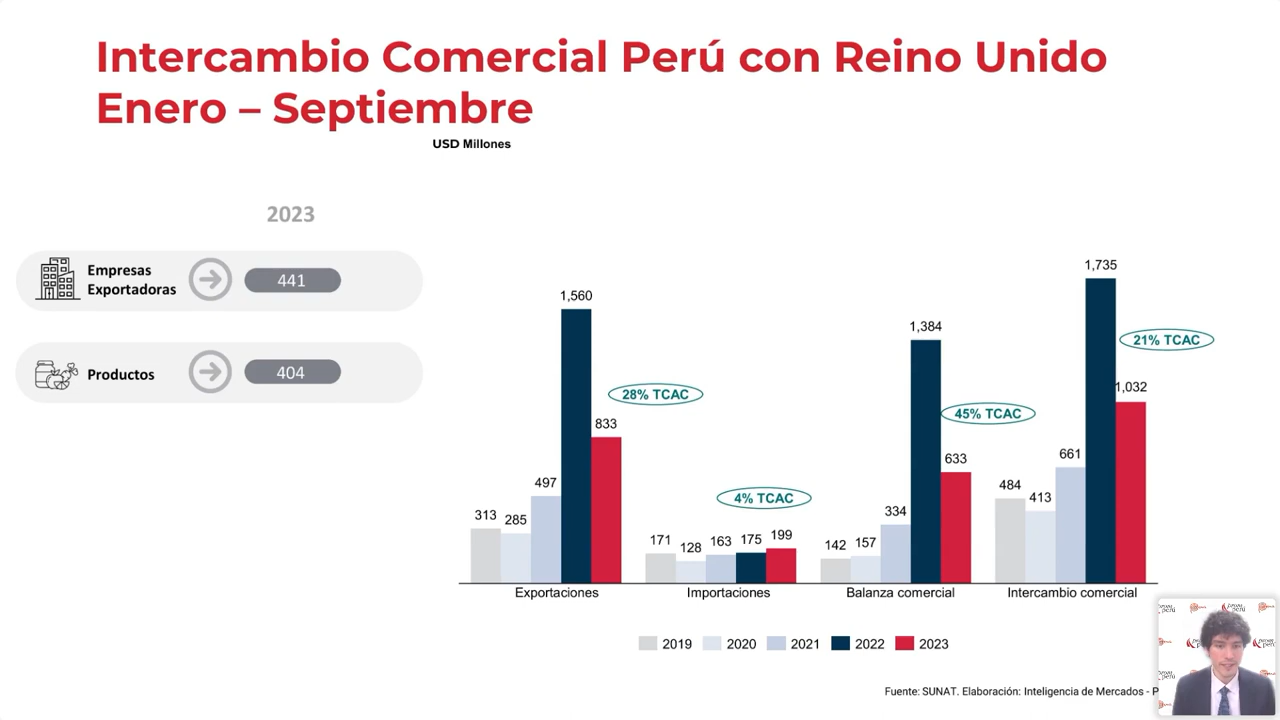 Intercambio Comercial Perú con Reino Unido
Enero – Septiembre
USD Millones
2023
Empresas
Exportadoras
441
Productos
404
1,560
28% TCAC
833
497
313
285
4% TCAC
171
128
163
175
199
1,384
45% TCAC
633
334
142
157
1,735
21% TCAC
1,032
661
484
413
Exportaciones
Importaciones
Balanza comercial
Intercambio comercial
2019
2020
2021
2022
2023
Fuente: SUNAT. Elaboración: Inteligencia de Mercados - P